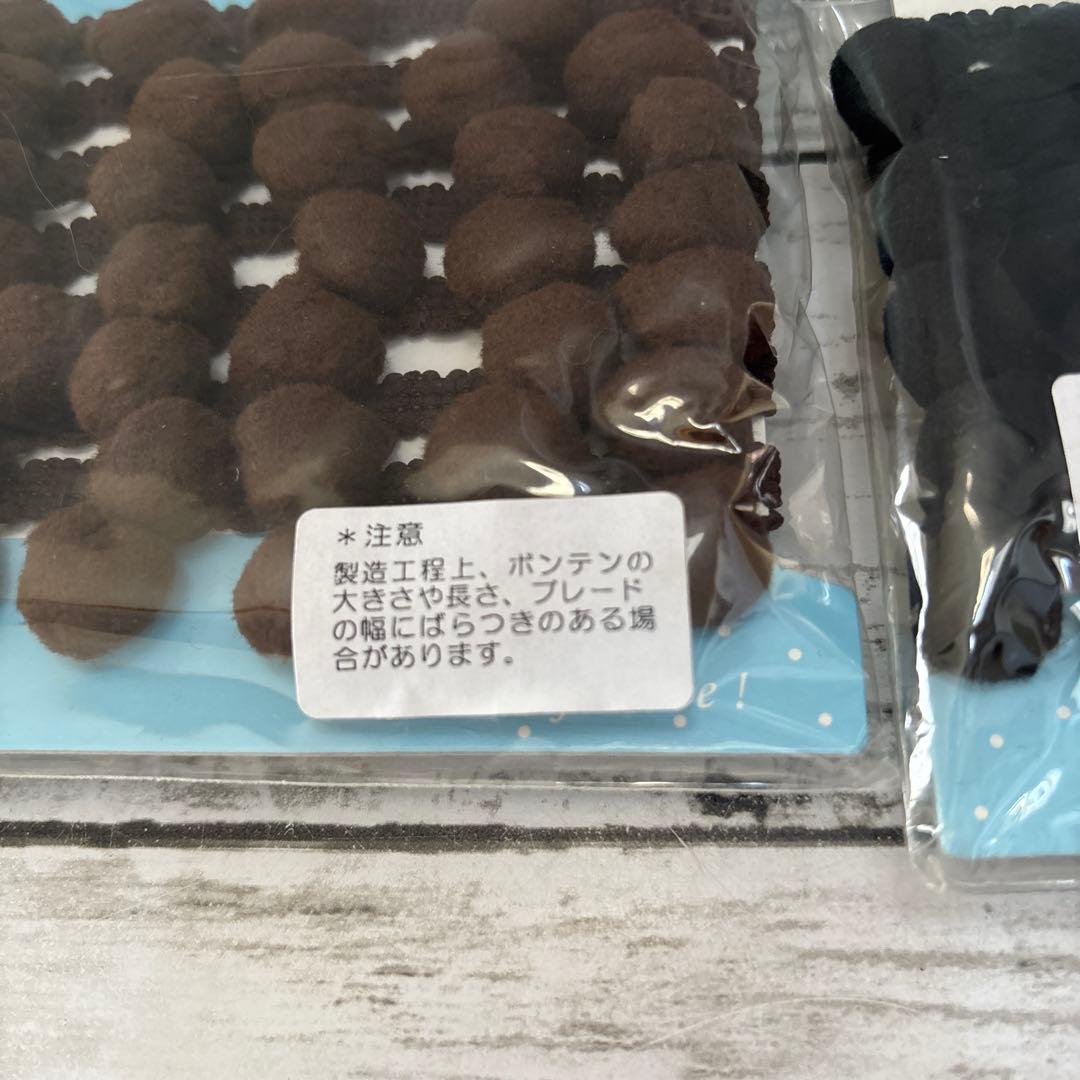 ＊注意
製造工程上、ボンテンの
大きさや長さ、ブレード
の幅にばらつきのある場
合があります。